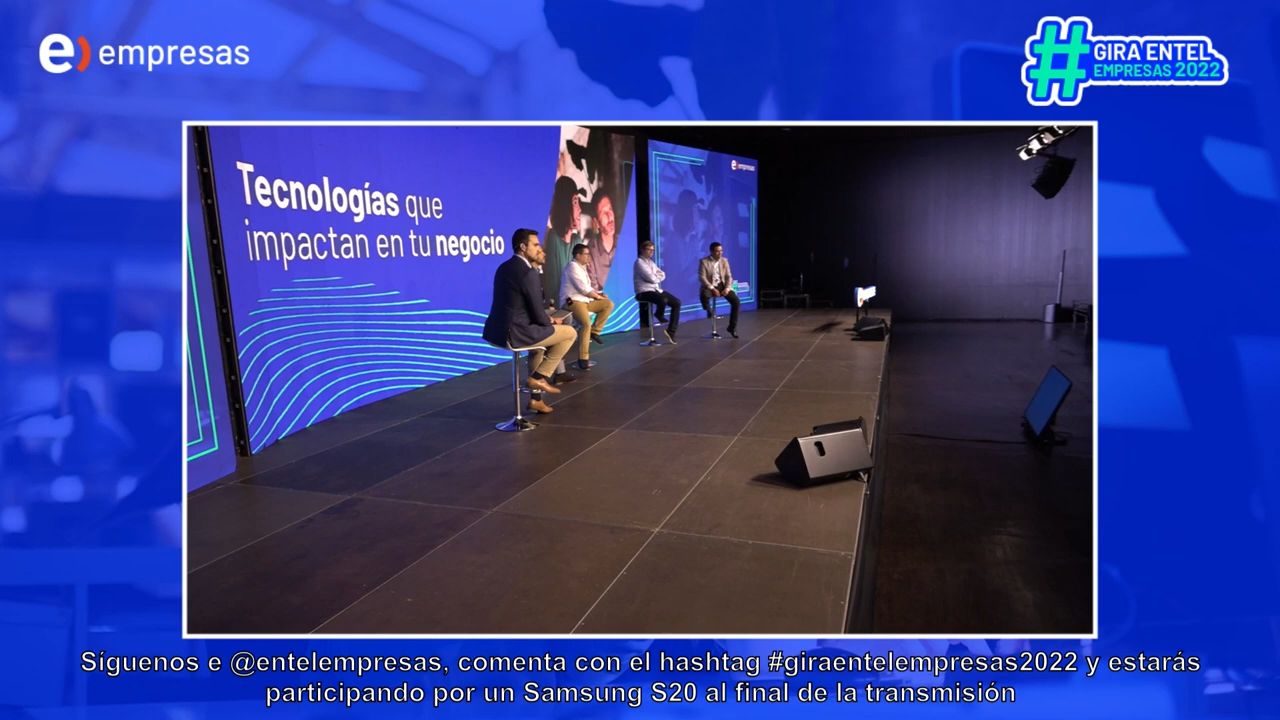 e) empresas
GIRA ENTEL
EMPRESAS 2022
Tecnologías que
impactan en tu negocio
e) empresas
Síguenos e @entelempresas, comenta con el hashtag #giraentelempresas2022 y estarás
participando por un Samsung S20 al final de la transmisión